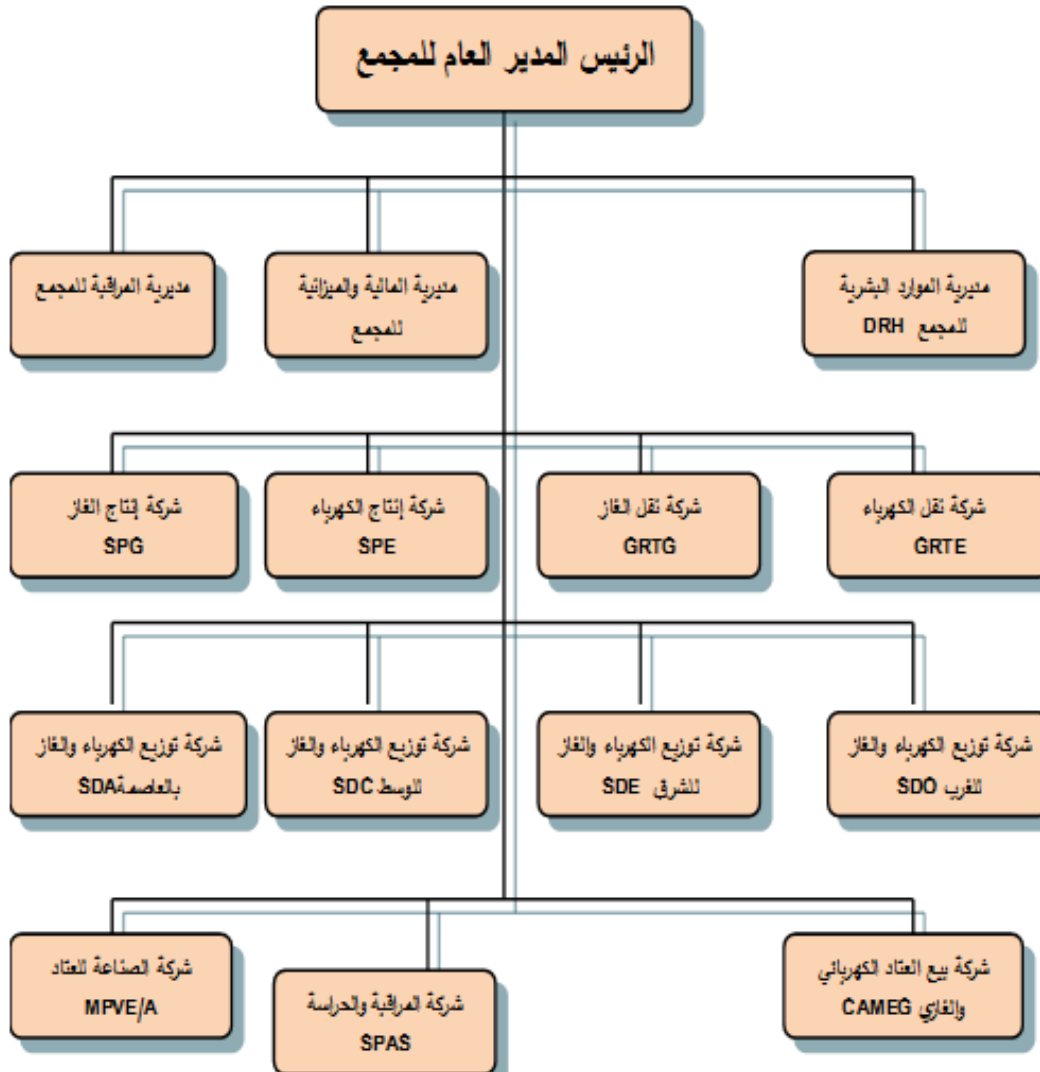 الرئيس المدير العام للمجمع
مديرية الموارد البشرية
للمجمع DRH
مديرية المالية والميزانية
للمجمع
مديرية المراقبة للمجمع
شركة نقل الكهرباء
GRTE
شركة نقل الغاز
GRTG
شركة إنتاج الكهرباء
SPE
شركة إنتاج الغاز
SPG
شركة توزيع الكهرباء والغاز
للغرب SDO
شركة توزيع الكهرباء والغاز
للشرق SDE
شركة توزيع الكهرباء والغاز
للوسط SDC
شركة توزيع الكهرباء والغاز
بالعاصمة SDA
شركة بيع العتاد الكهربائي
والغازي CAMEG
شركة المراقبة والحراسة
SPAS
شركة الصناعة للعتاد
MPVE/A